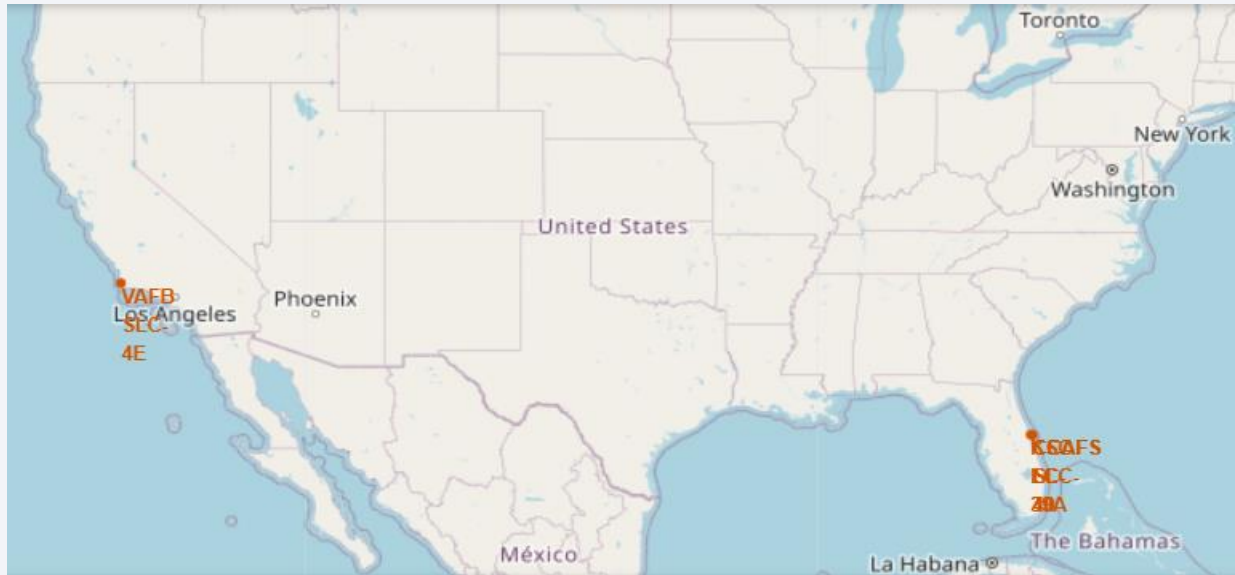 Toronto
New York
Washington
United States
VAFB
Los Angeles
SLC-
4E
Phoenix
México
La Habana
The Bahamas